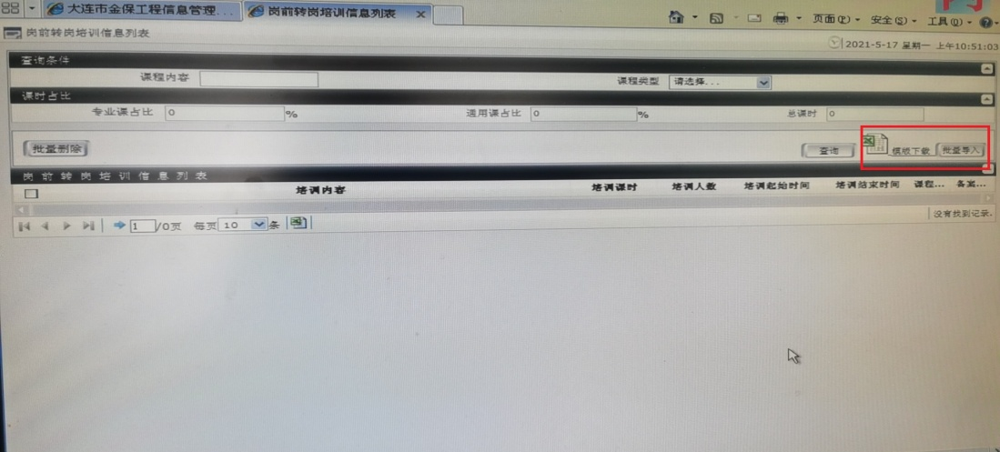 大连市金保工程信息管理...
岗前转岗培训信息列表
页面(P)
安全(S)
工具(O)
岗前转岗培训信息列表
2021-5-17 星期一 上午10:51:03
查询条件
课程内容
课程类型 请选择...
课时占比
专业课占比 0 %
通用课占比 0 %
总课时 0
批量删除
查询
模版下载
批量导入
岗前转岗培训信息列表
培训内容 培训课时 培训人数 培训起始时间 培训结束时间 课程... 备案...
1 /0页 每页 10 条
没有找到记录.